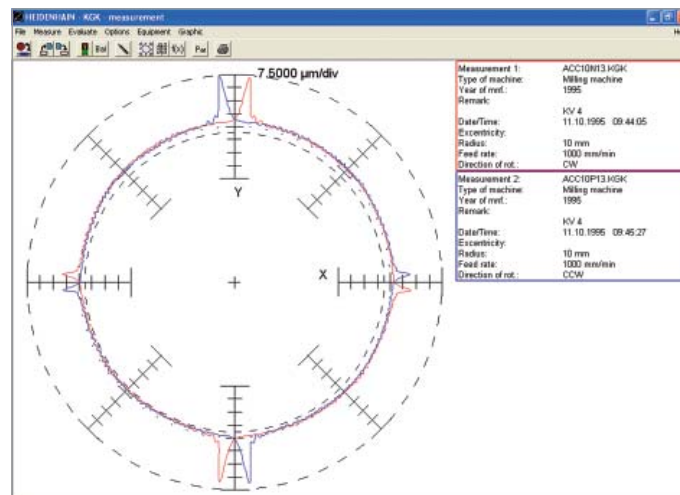 HEIDENHAIN - KGK - measurement
File Measure Evaluate Options Equipment Graphic
Bal f(x) Par
7.5000 µm/div
Y
X
Measurement 1: ACC10N13.KGK
Type of machine: Milling machine
Year of mnf.: 1995
Remark:
KV 4
Date/Time: 11.10.1995 09:44:05
Excentricity:
Radius: 10 mm
Feed rate: 1000 mm/min
Direction of rot.: CW
Measurement 2: ACC10P13.KGK
Type of machine: Milling machine
Year of mnf.: 1995
Remark:
KV 4
Date/Time: 11.10.1995 09:45:27
Excentricity:
Radius: 10 mm
Feed rate: 1000 mm/min
Direction of rot.: CCW